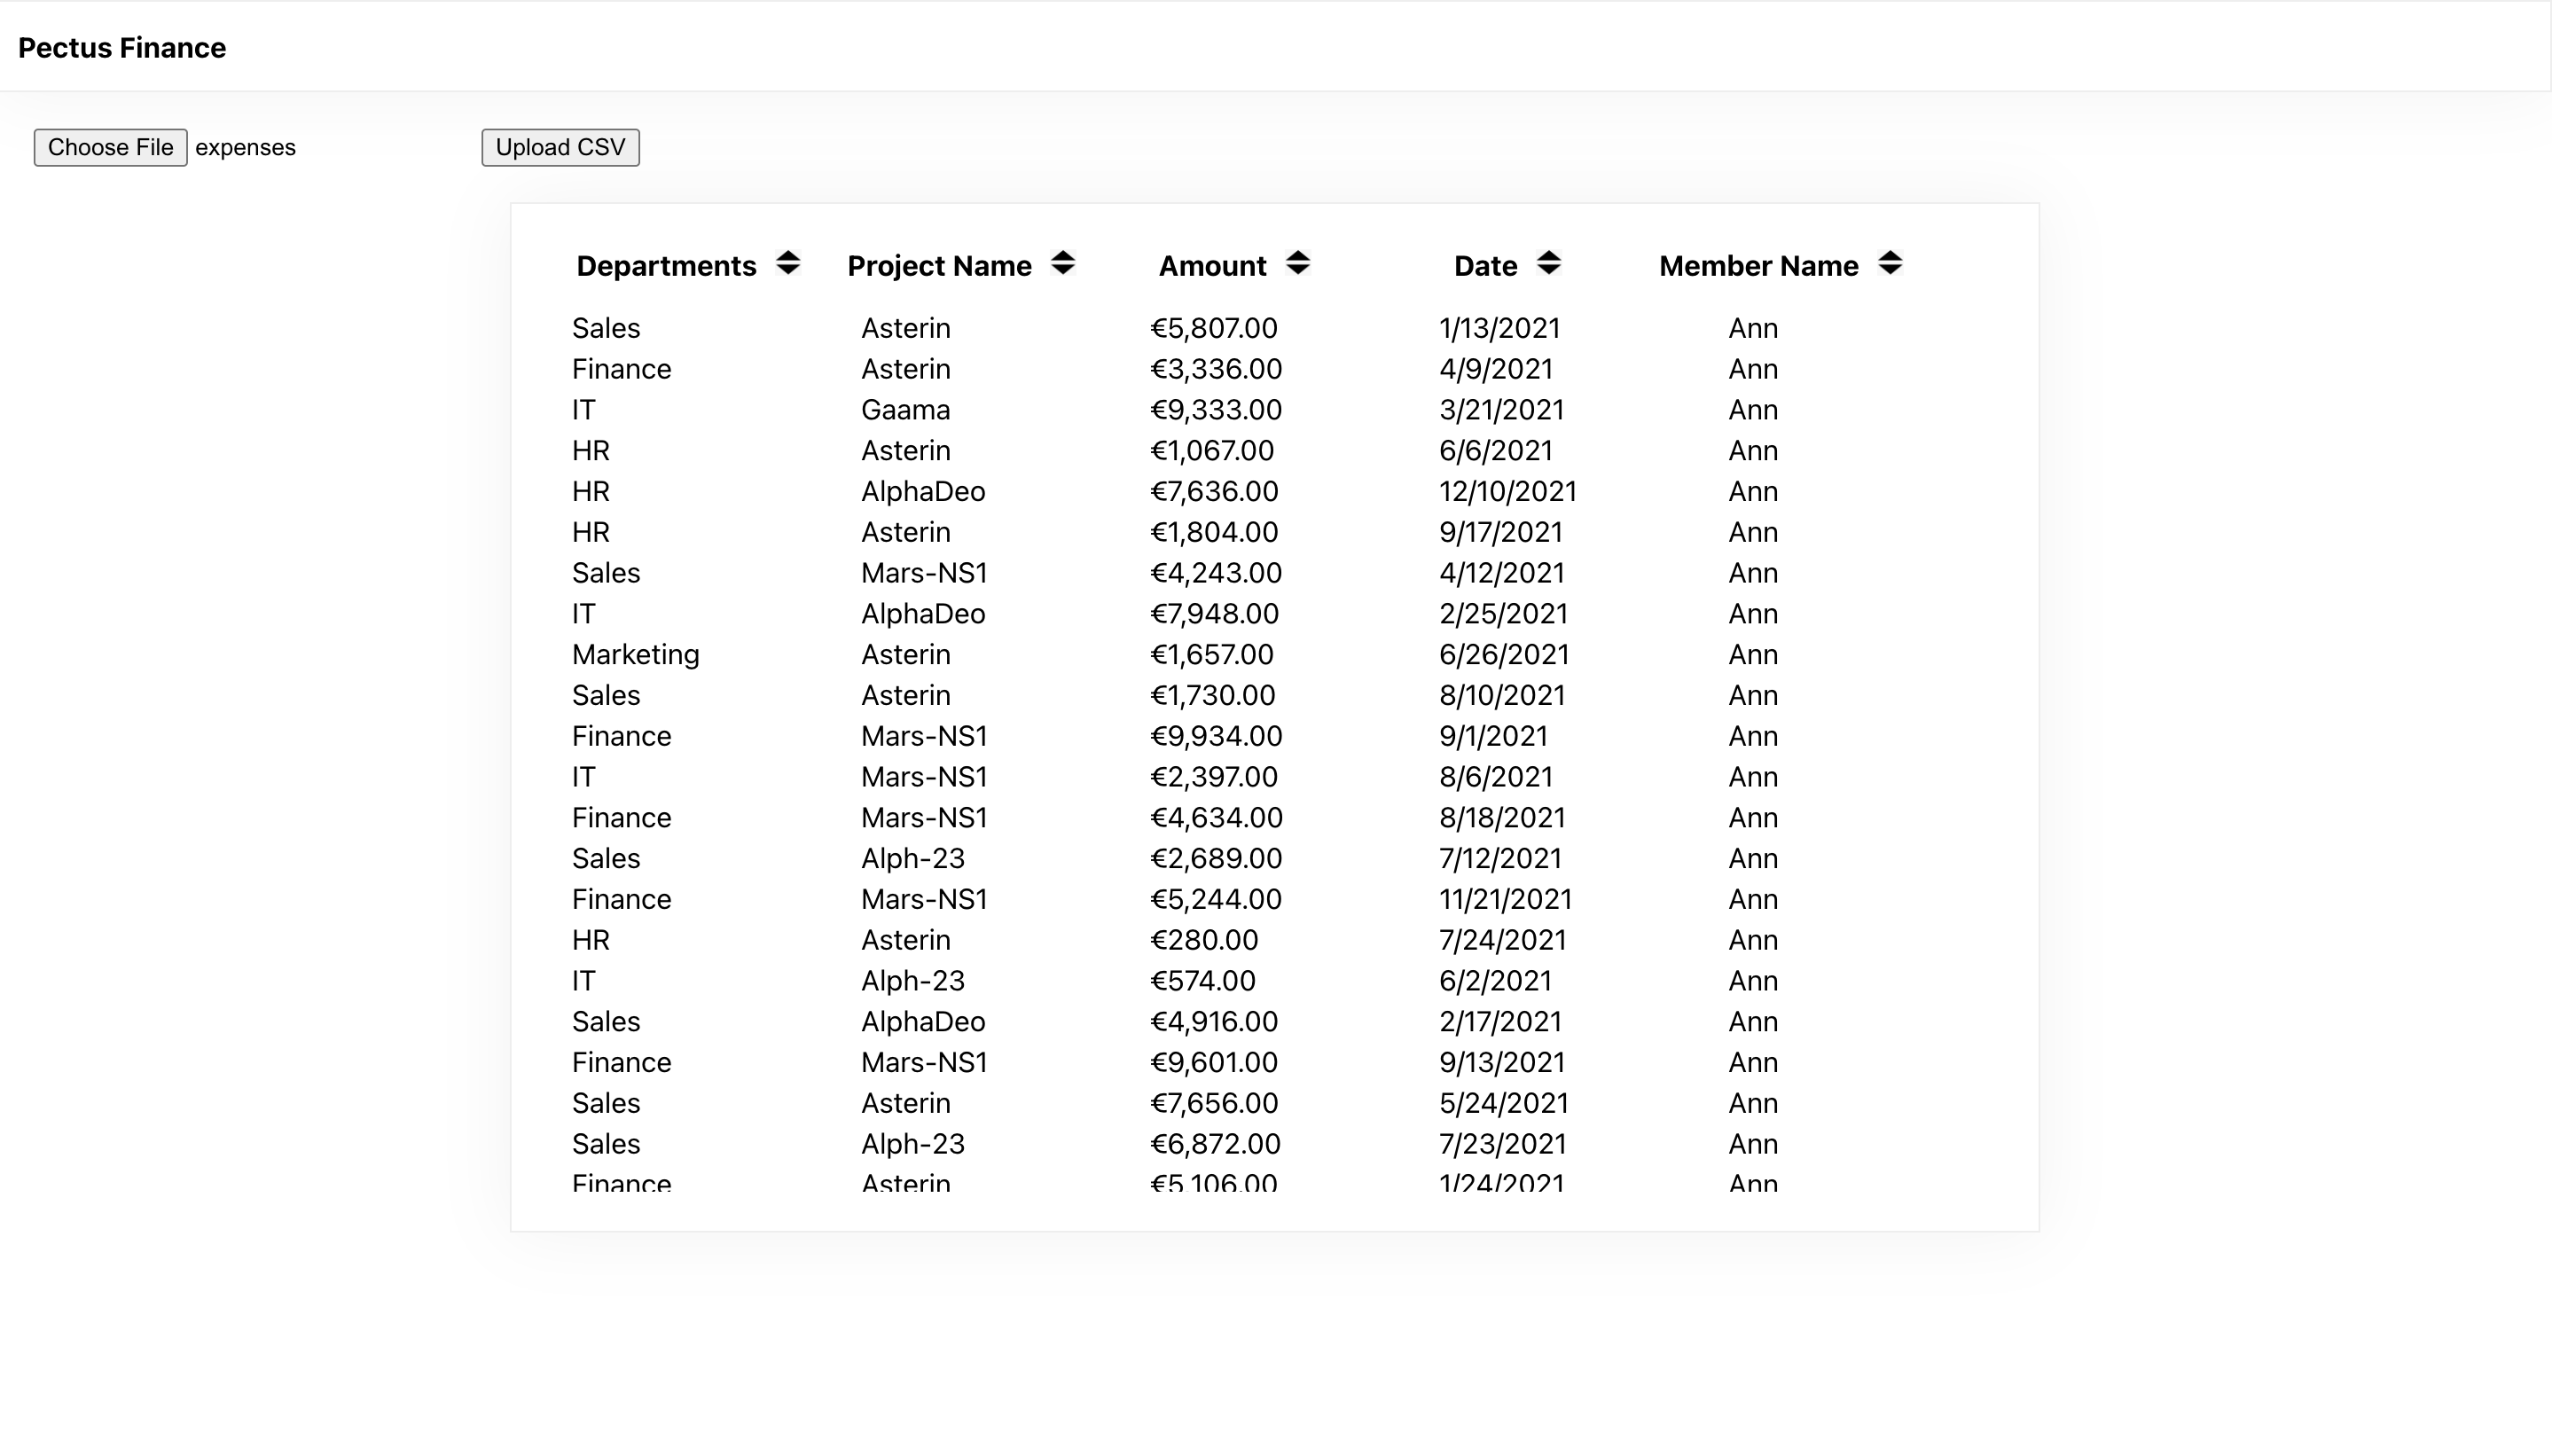 Pectus Finance
Choose File expenses Upload CSV
Departments Project Name Amount Date Member Name
Sales Asterin €5,807.00 1/13/2021 Ann
Finance Asterin €3,336.00 4/9/2021 Ann
IT Gaama €9,333.00 3/21/2021 Ann
HR Asterin €1,067.00 6/6/2021 Ann
HR AlphaDeo €7,636.00 12/10/2021 Ann
HR Asterin €1,804.00 9/17/2021 Ann
Sales Mars-NS1 €4,243.00 4/12/2021 Ann
IT AlphaDeo €7,948.00 2/25/2021 Ann
Marketing Asterin €1,657.00 6/26/2021 Ann
Sales Asterin €1,730.00 8/10/2021 Ann
Finance Mars-NS1 €9,934.00 9/1/2021 Ann
IT Mars-NS1 €2,397.00 8/6/2021 Ann
Finance Mars-NS1 €4,634.00 8/18/2021 Ann
Sales Alph-23 €2,689.00 7/12/2021 Ann
Finance Mars-NS1 €5,244.00 11/21/2021 Ann
HR Asterin €280.00 7/24/2021 Ann
IT Alph-23 €574.00 6/2/2021 Ann
Sales AlphaDeo €4,916.00 2/17/2021 Ann
Finance Mars-NS1 €9,601.00 9/13/2021 Ann
Sales Asterin €7,656.00 5/24/2021 Ann
Sales Alph-23 €6,872.00 7/23/2021 Ann
Finance Asterin €5,106.00 1/24/2021 Ann